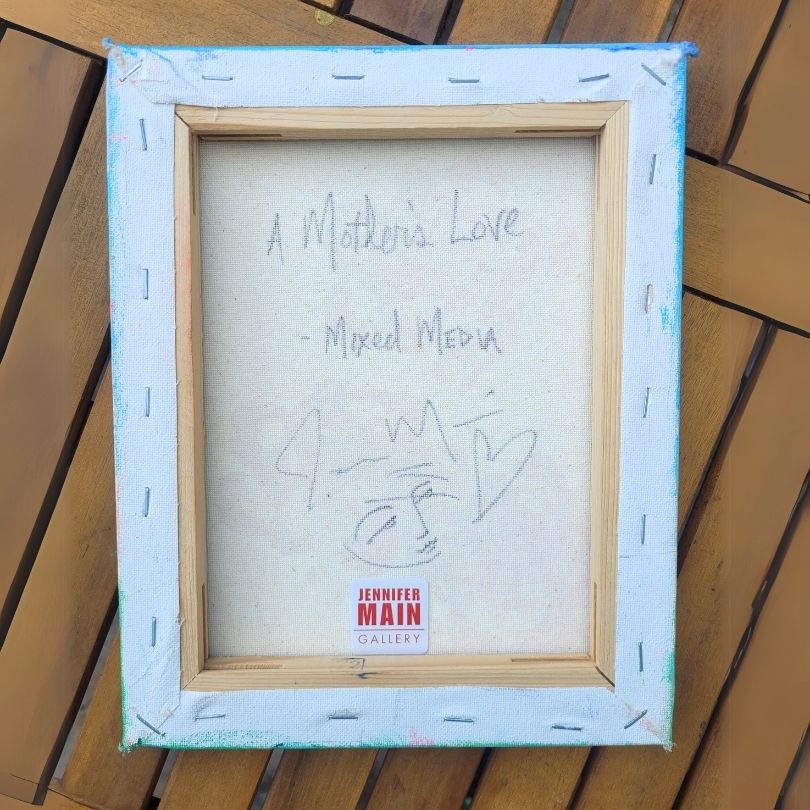 A Mother's Love
- Mixed Media
JENNIFER
MAIN
GALLERY